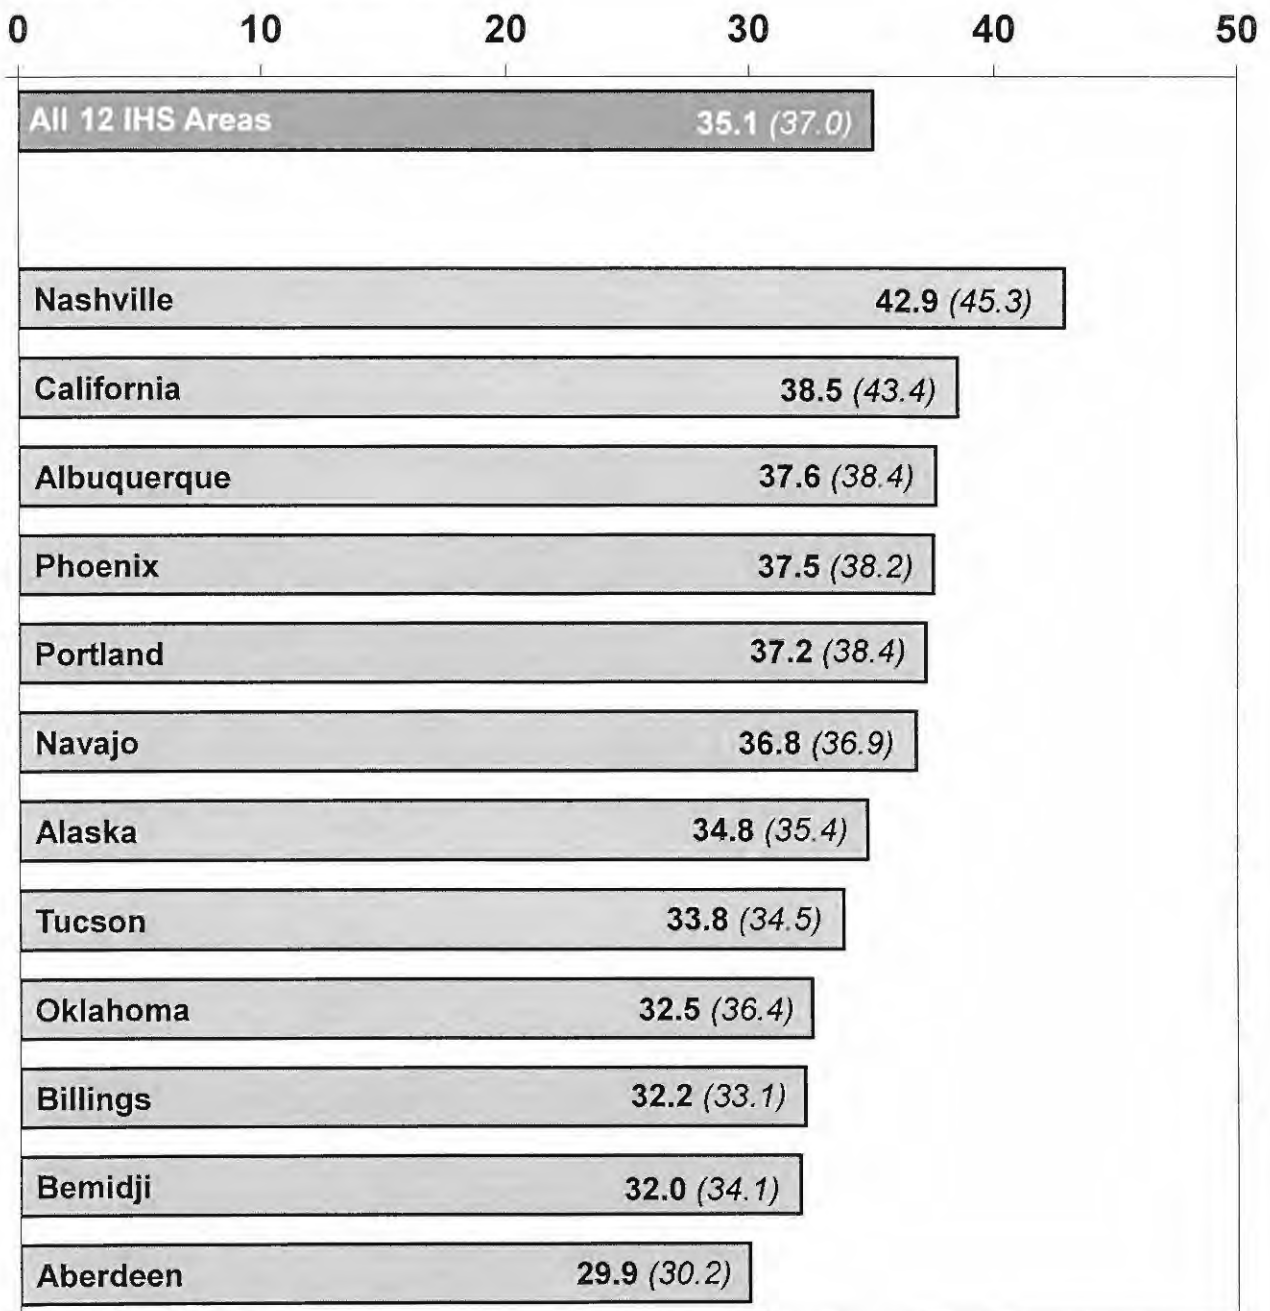 0 10 20 30 40 50
All 12 IHS Areas 35.1 (37.0)
Nashville 42.9 (45.3)
California 38.5 (43.4)
Albuquerque 37.6 (38.4)
Phoenix 37.5 (38.2)
Portland 37.2 (38.4)
Navajo 36.8 (36.9)
Alaska 34.8 (35.4)
Tucson 33.8 (34.5)
Oklahoma 32.5 (36.4)
Billings 32.2 (33.1)
Bemidji 32.0 (34.1)
Aberdeen 29.9 (30.2)